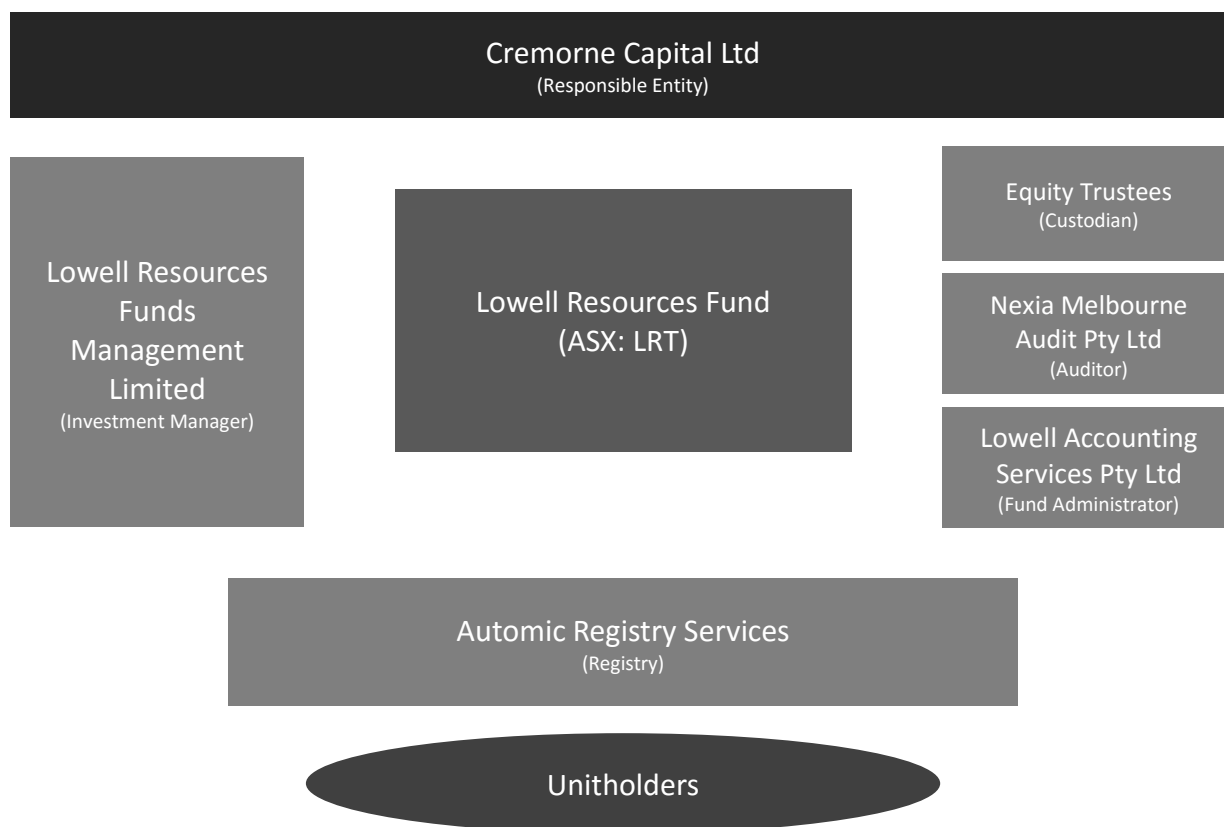 Cremorne Capital Ltd
(Responsible Entity)
Lowell Resources
Funds
Management
Limited
(Investment Manager)
Lowell Resources Fund
(ASX: LRT)
Equity Trustees
(Custodian)
Nexia Melbourne
Audit Pty Ltd
(Auditor)
Lowell Accounting
Services Pty Ltd
(Fund Administrator)
Automic Registry Services
(Registry)
Unitholders